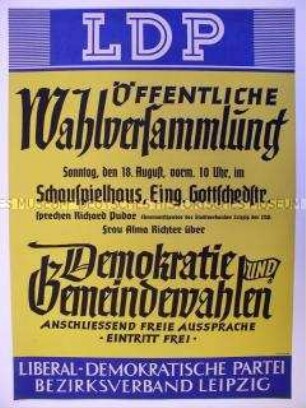 LDP
ÖFFENTLICHE
Wahlversammlung
Sonntag, den 18. August, vorm. 10 Uhr, im
Schauspielhaus, Eing. Gottschedstr.
sprechen Richard Pudor
Frau Alma Richter über
Demokratie UND
Gemeindewahlen
ANSCHLIESSEND FREIE AUSSPRACHE
· EINTRITT FREI ·
LIBERAL-DEMOKRATISCHE PARTEI
BEZIRKSVERBAND LEIPZIG